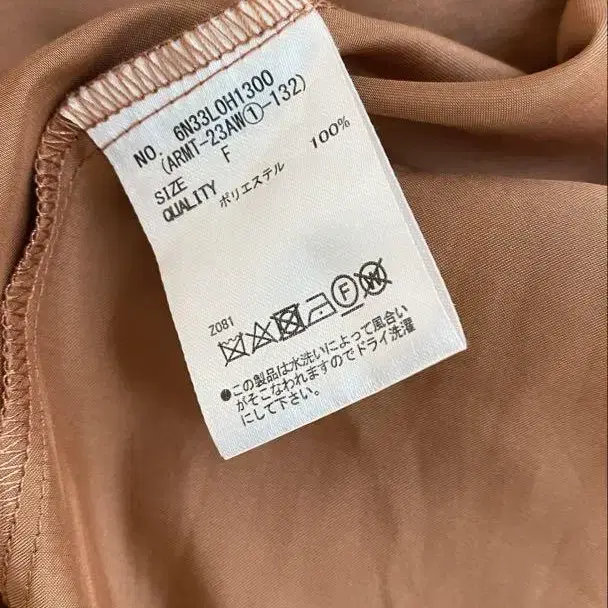 NO. 6N33L0H1300
(ARMT-23AW①-132)
SIZE F
QUALITY ポリエステル 100%
Z081
F W
●この製品は水洗いによって風合い
がそこなわれますのでドライ洗濯
にして下さい。